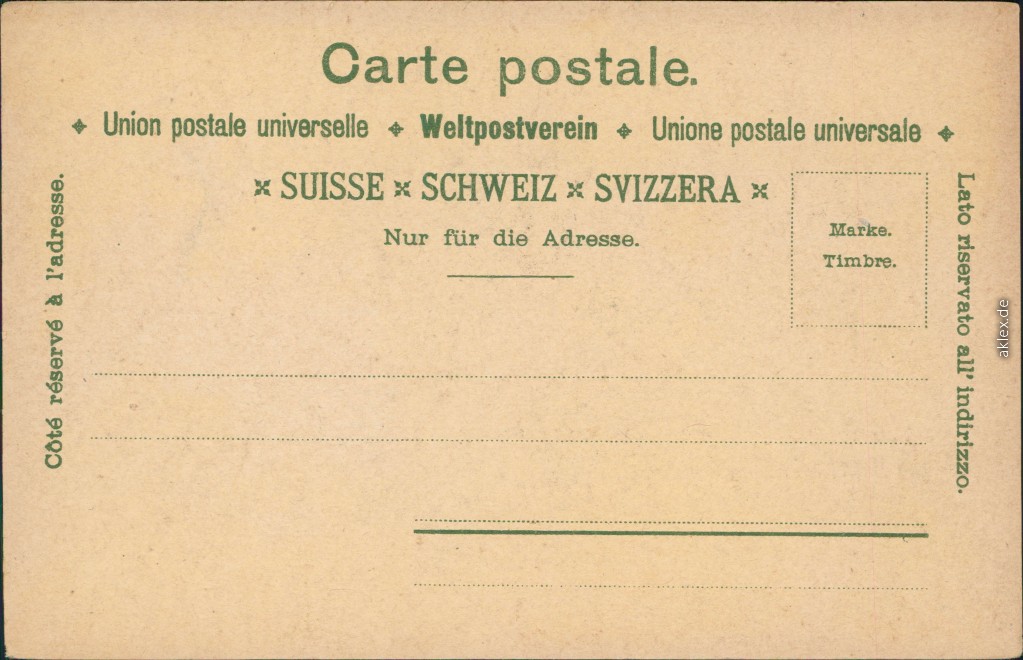 Carte postale.
Union postale universelle Weltpostverein Unione postale universale
SUISSE SCHWEIZ SVIZZERA
Nur für die Adresse.
Marke.
Timbre.
Côté réservé à l'adresse.
Lato riservato all' indirizzo.
aklex.de